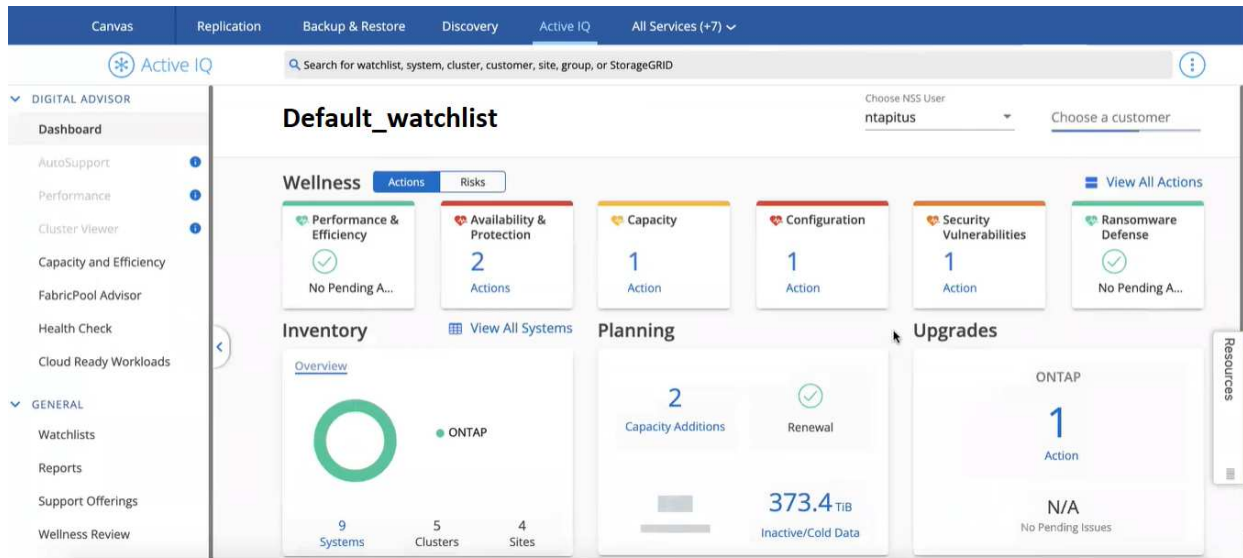 Canvas Replication Backup & Restore Discovery Active IQ All Services (+7)
Active IQ
Search for watchlist, system, cluster, customer, site, group, or StorageGRID
DIGITAL ADVISOR
Dashboard
AutoSupport
Performance
Cluster Viewer
Capacity and Efficiency
FabricPool Advisor
Health Check
Cloud Ready Workloads
GENERAL
Watchlists
Reports
Support Offerings
Wellness Review
Default_watchlist
Choose NSS User
ntapitus
Choose a customer
Wellness Actions Risks View All Actions
Performance &
Efficiency
No Pending A...
Availability &
Protection
2
Actions
Capacity
1
Action
Configuration
1
Action
Security
Vulnerabilities
1
Action
Ransomware
Defense
No Pending A...
Inventory View All Systems
Overview
ONTAP
9
Systems
5
Clusters
4
Sites
Planning
2
Capacity Additions
Renewal
373.4 TiB
Inactive/Cold Data
Upgrades
ONTAP
1
Action
N/A
No Pending Issues
Resources